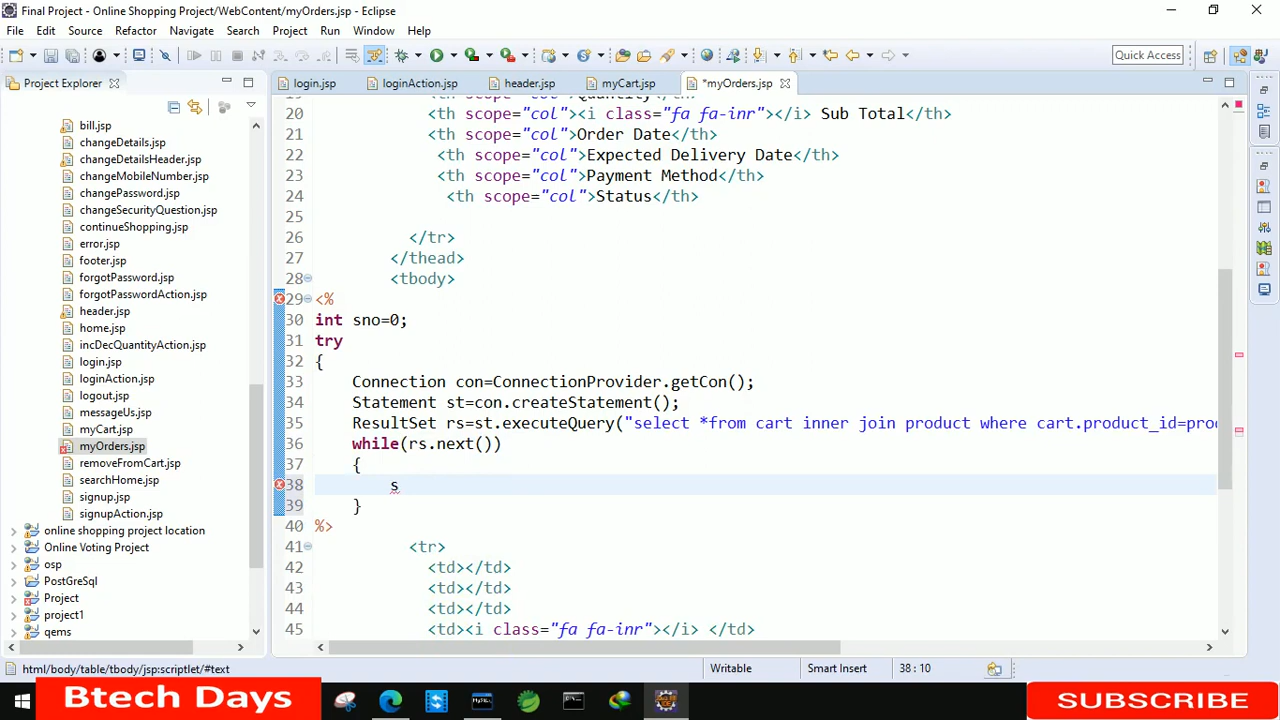 Final Project - Online Shopping Project/WebContent/myOrders.jsp - Eclipse
File Edit Source Refactor Navigate Search Project Run Window Help
Quick Access
Project Explorer
login.jsp loginAction.jsp header.jsp myCart.jsp *myOrders.jsp
bill.jsp
changeDetails.jsp
changeDetailsHeader.jsp
changeMobileNumber.jsp
changePassword.jsp
changeSecurityQuestion.jsp
continueShopping.jsp
error.jsp
footer.jsp
forgotPassword.jsp
forgotPasswordAction.jsp
header.jsp
home.jsp
incDecQuantityAction.jsp
login.jsp
loginAction.jsp
logout.jsp
messageUs.jsp
myCart.jsp
myOrders.jsp
removeFromCart.jsp
searchHome.jsp
signup.jsp
signupAction.jsp
online shopping project location
Online Voting Project
osp
PostGreSql
Project
project1
qems
19 <th scope="col">Quantity</th>
20 <th scope="col"><i class="fa fa-inr"></i> Sub Total</th>
21 <th scope="col">Order Date</th>
22 <th scope="col">Expected Delivery Date</th>
23 <th scope="col">Payment Method</th>
24 <th scope="col">Status</th>
25
26 </tr>
27 </thead>
28 <tbody>
29 <%
30 int sno=0;
31 try
32 {
33 Connection con=ConnectionProvider.getCon();
34 Statement st=con.createStatement();
35 ResultSet rs=st.executeQuery("select *from cart inner join product where cart.product_id=pro
36 while(rs.next())
37 {
38 s
39 }
40 %>
41 <tr>
42 <td></td>
43 <td></td>
44 <td></td>
45 <td><i class="fa fa-inr"></i> </td>
html/body/table/tbody/jsp:scriptlet/#text
Writable
Smart Insert
38 : 10
Btech Days
SUBSCRIBE